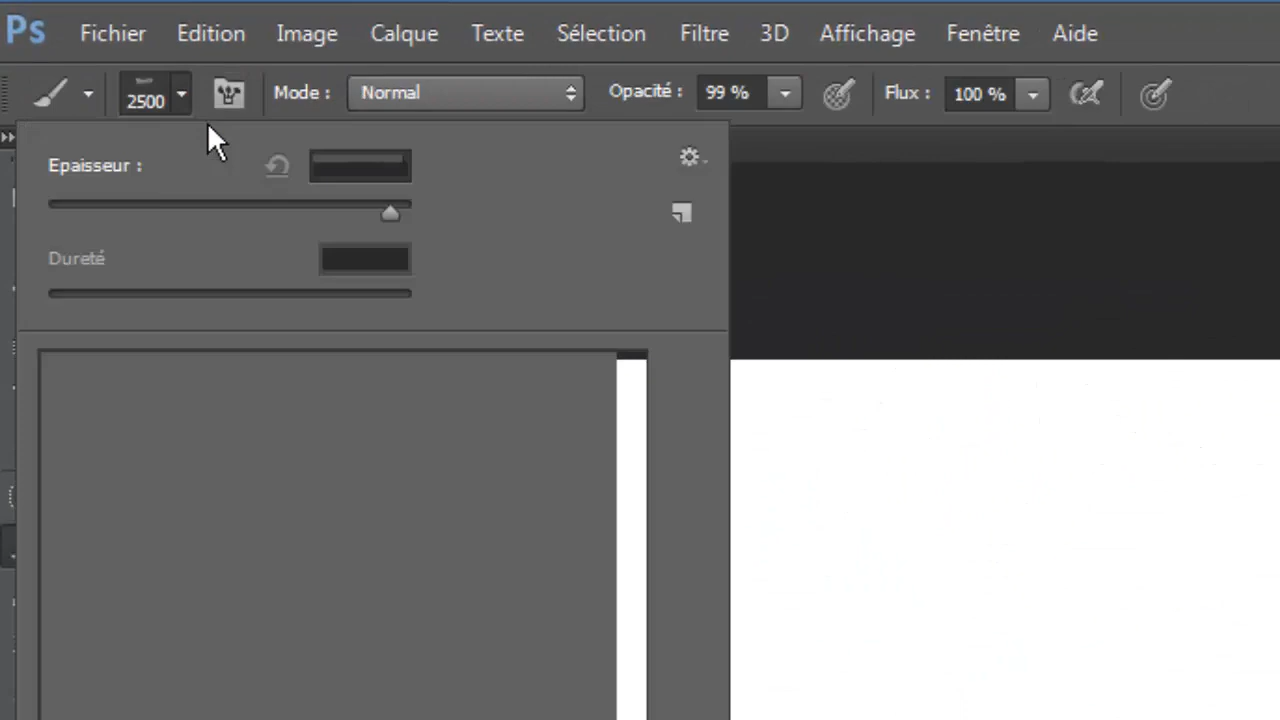 Ps Fichier Edition Image Calque Texte Sélection Filtre 3D Affichage Fenêtre Aide
2500 Mode : Normal Opacité : 99 % Flux : 100 %
Epaisseur :
Dureté